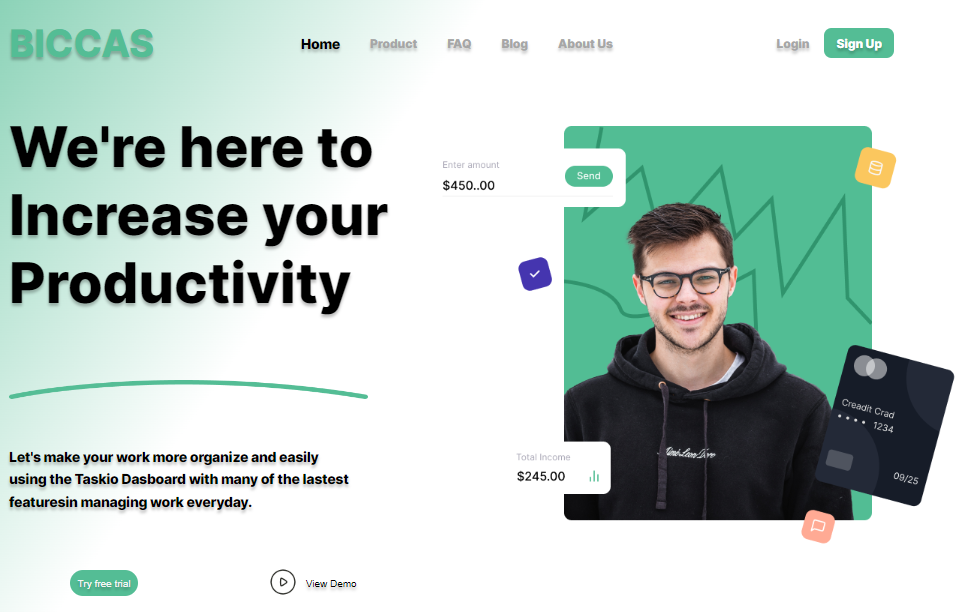 BICCAS
Home Product FAQ Blog About Us Login Sign Up
We're here to
Increase your
Productivity
Let's make your work more organize and easily
using the Taskio Dasboard with many of the lastest
featuresin managing work everyday.
Try free trial
View Demo
Enter amount
$450..00
Send
Total Income
$245.00
Creadit Crad
**** 1234
09/25